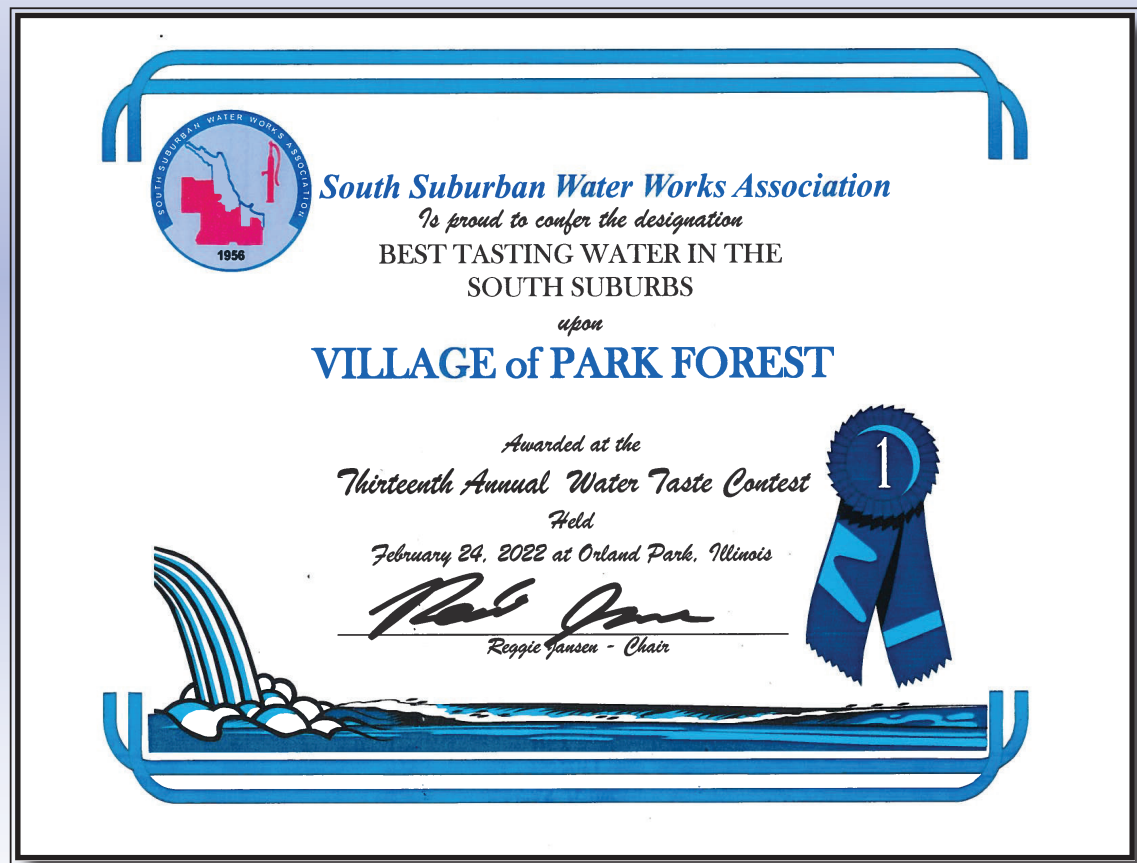 SOUTH SUBURBAN WATER WORKS ASSOCIATION
1956
South Suburban Water Works Association
Is proud to confer the designation
BEST TASTING WATER IN THE
SOUTH SUBURBS
upon
VILLAGE of PARK FOREST
Awarded at the
Thirteenth Annual Water Taste Contest
1
Held
February 24, 2022 at Orland Park, Illinois
Reggie Jansen - Chair